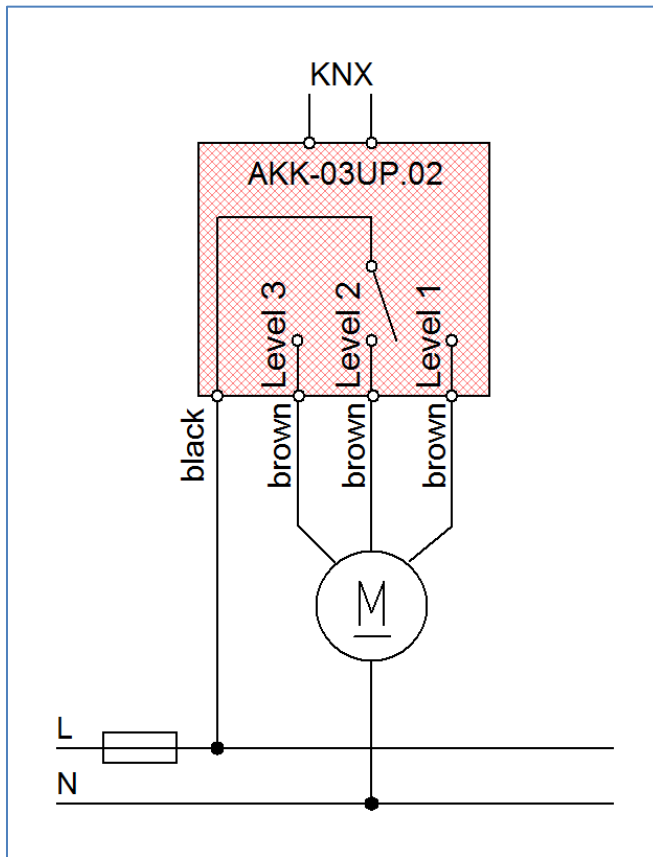 KNX
AKK-03UP.02
Level 3
Level 2
Level 1
black
brown
brown
brown
M
L
N